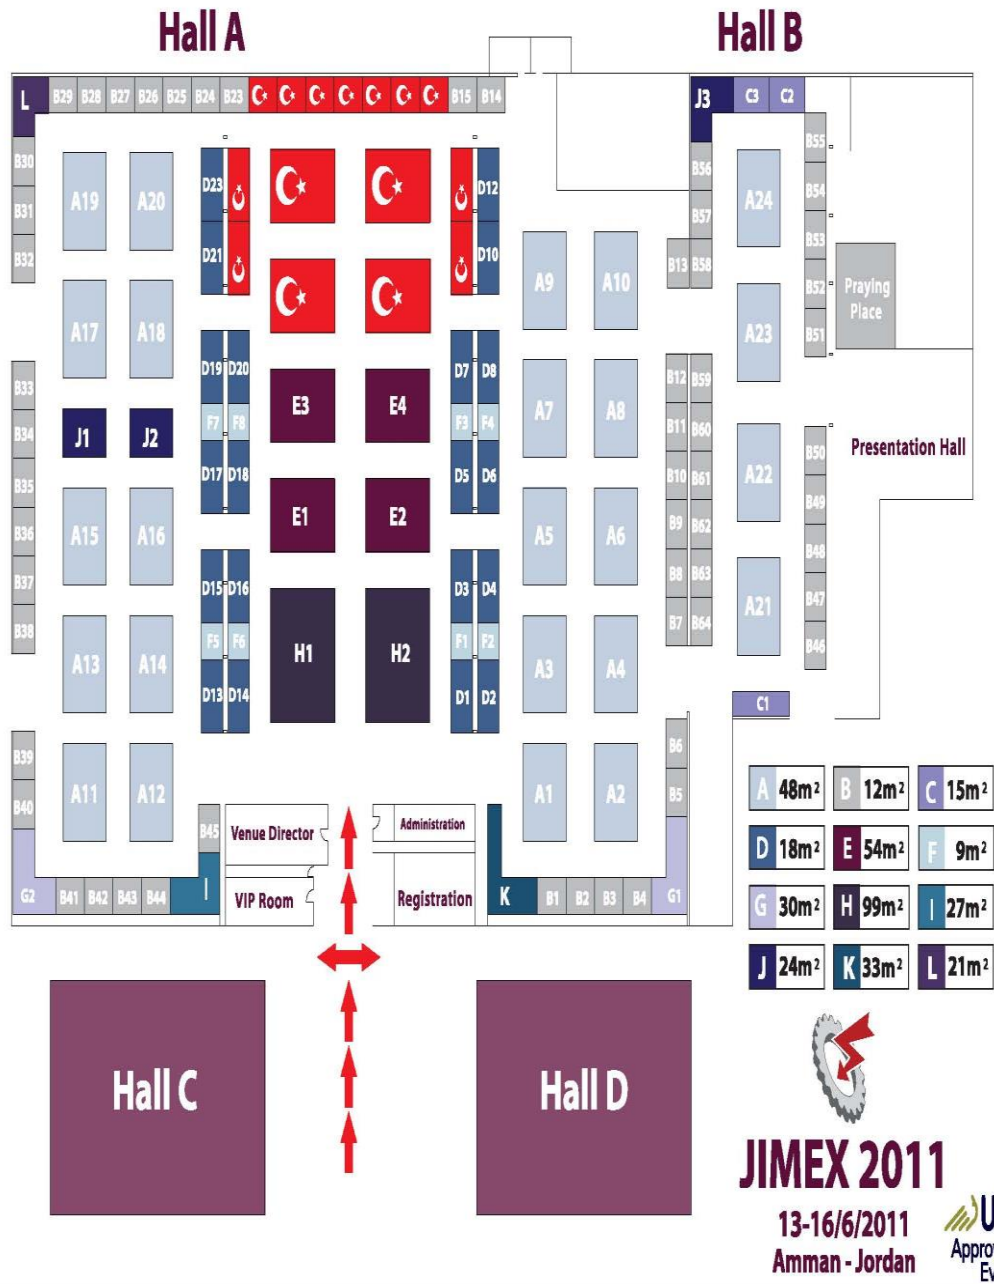 Hall A
Hall B
L B29 B28 B27 B26 B25 B24 B23 B15 B14
J3 C3 C2
B30
B31
B32
A19 A20
D23
D21
D12
D10
A9 A10
B56
B57
B13 B58
A24
B55
B54
B53
B52
B51
Praying
Place
A17 A18
A23
B33
B34
B35
B36
B37
B38
J1 J2
D19 D20
F7 F8
D17 D18
E3 E4
E1 E2
D7 D8
F3 F4
D5 D6
A7 A8
B12 B59
B11 B60
B10 B61
B9 B62
B8 B63
B7 B64
A22
B50
B49
B48
B47
B46
Presentation Hall
A15 A16
A5 A6
A21
D15 D16
F5 F6
D13 D14
H1 H2
D3 D4
F1 F2
D1 D2
A13 A14
A3 A4
C1
B39
B40
A11 A12
A1 A2
B6
B5
B45
Venue Director
Administration
VIP Room
Registration
G2 B41 B42 B43 B44 I
K B1 B2 B3 B4 G1
A 48m² B 12m² C 15m²
D 18m² E 54m² F 9m²
G 30m² H 99m² I 27m²
J 24m² K 33m² L 21m²
Hall C
Hall D
JIMEX 2011
13-16/6/2011
Amman - Jordan